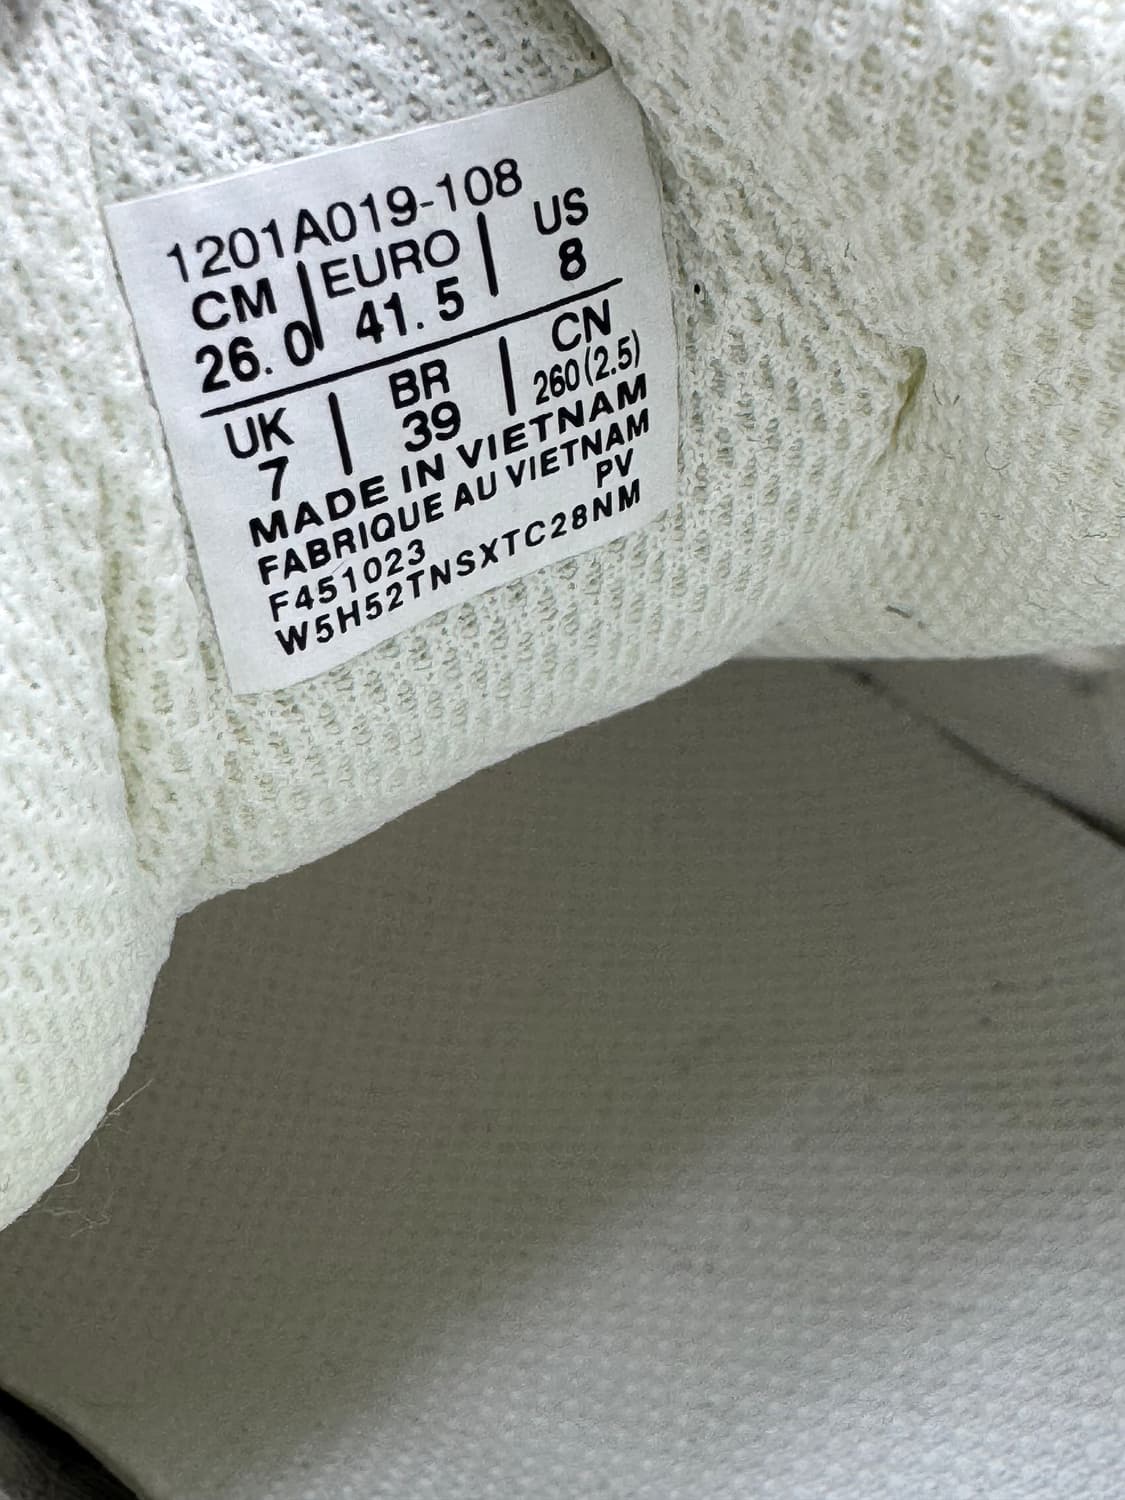 1201A019-108
CM | EURO | US
26.0 41.5 8
UK | BR | CN
7 39 260(2.5)
MADE IN VIETNAM
FABRIQUE AU VIETNAM
PV
F451023
W5H52TNSXTC28NM